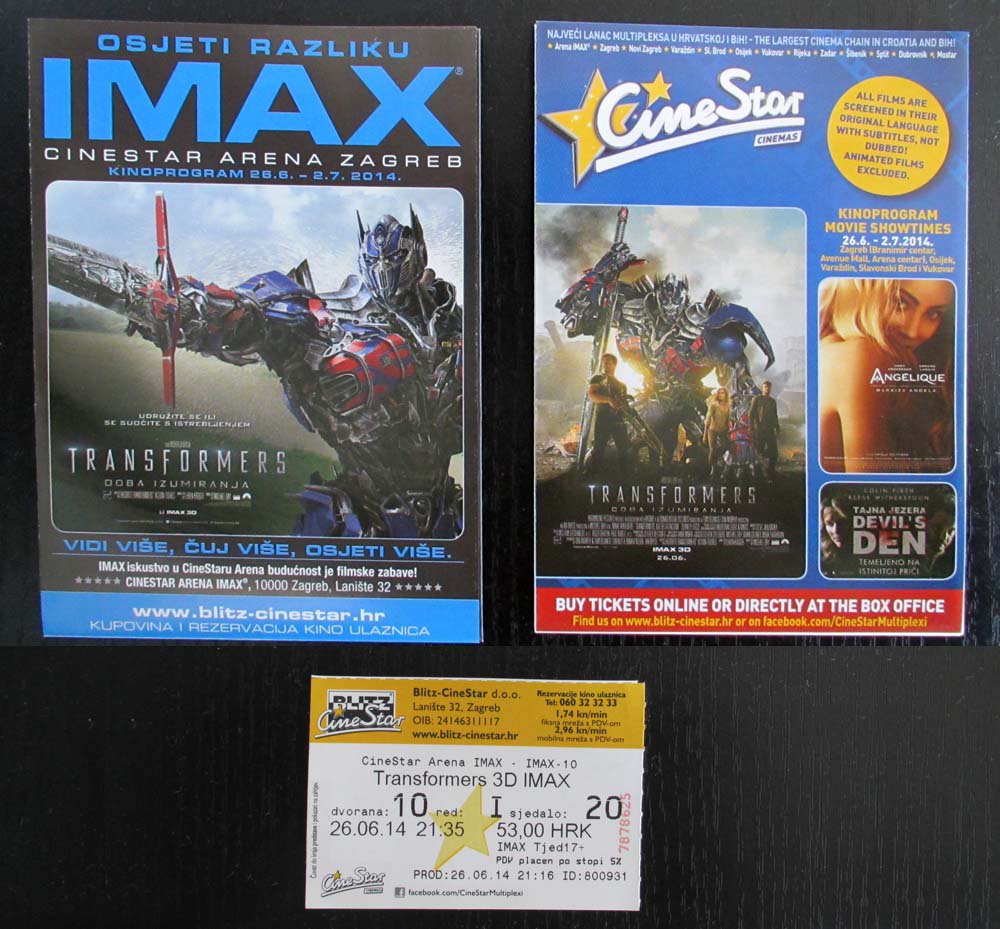 OSJETI RAZLIKU
IMAX®
CINESTAR ARENA ZAGREB
KINOPROGRAM 26.6. - 2.7. 2014.
UDRUŽITE SE ILI
SE SUOČITE S ISTREBLJENJEM
TRANSFORMERS
DOBA IZUMIRANJA
U IMAX 3D
VIDI VIŠE, ČUJ VIŠE, OSJETI VIŠE.
IMAX iskustvo u CineStaru Arena budućnost je filmske zabave!
★★★★★ CINESTAR ARENA IMAX®, 10000 Zagreb, Lanište 32 ★★★★★
www.blitz-cinestar.hr
KUPOVINA I REZERVACIJA KINO ULAZNICA
NAJVEĆI LANAC MULTIPLEKSA U HRVATSKOJ I BiH! - THE LARGEST CINEMA CHAIN IN CROATIA AND BIH!
★ Arena IMAX® ★ Zagreb ★ Novi Zagreb ★ Varaždin ★ Sl. Brod ★ Osijek ★ Vukovar ★ Rijeka ★ Zadar ★ Šibenik ★ Split ★ Dubrovnik ★ Mostar
CineStar
CINEMAS
ALL FILMS ARE
SCREENED IN THEIR
ORIGINAL LANGUAGE
WITH SUBTITLES, NOT
DUBBED!
ANIMATED FILMS
EXCLUDED.
KINOPROGRAM
MOVIE SHOWTIMES
26.6. - 2.7.2014.
Zagreb (Branimir centar,
Avenue Mall, Arena centar), Osijek,
Varaždin, Slavonski Brod i Vukovar
ANGÉLIQUE
MARKIZA ANĐELA
TRANSFORMERS
DOBA IZUMIRANJA
IMAX 3D
26.06.
COLIN FIRTH
REESE WITHERSPOON
TAJNA JEZERA
DEVIL'S
DEN
TEMELJENO NA
ISTINITOJ PRIČI
BUY TICKETS ONLINE OR DIRECTLY AT THE BOX OFFICE
Find us on www.blitz-cinestar.hr or on facebook.com/CineStarMultiplexi
BLITZ
CineStar
Blitz-CineStar d.o.o.
Lanište 32, Zagreb
OIB: 24146311117
www.blitz-cinestar.hr
Rezervacije kino ulaznica
Tel: 060 32 32 33
1,74 kn/min
fiksna mreža s PDV-om
2,96 kn/min
mobilna mreža s PDV-om
CineStar Arena IMAX - IMAX-10
Transformers 3D IMAX
dvorana: 10 red: I sjedalo: 20
26.06.14 21:35 53,00 HRK
IMAX Tjed17+
PDV placen po stopi 5%
PROD:26.06.14 21:16 ID:800931
7878625
CineStar
CINEMAS
facebook.com/CineStarMultiplexi